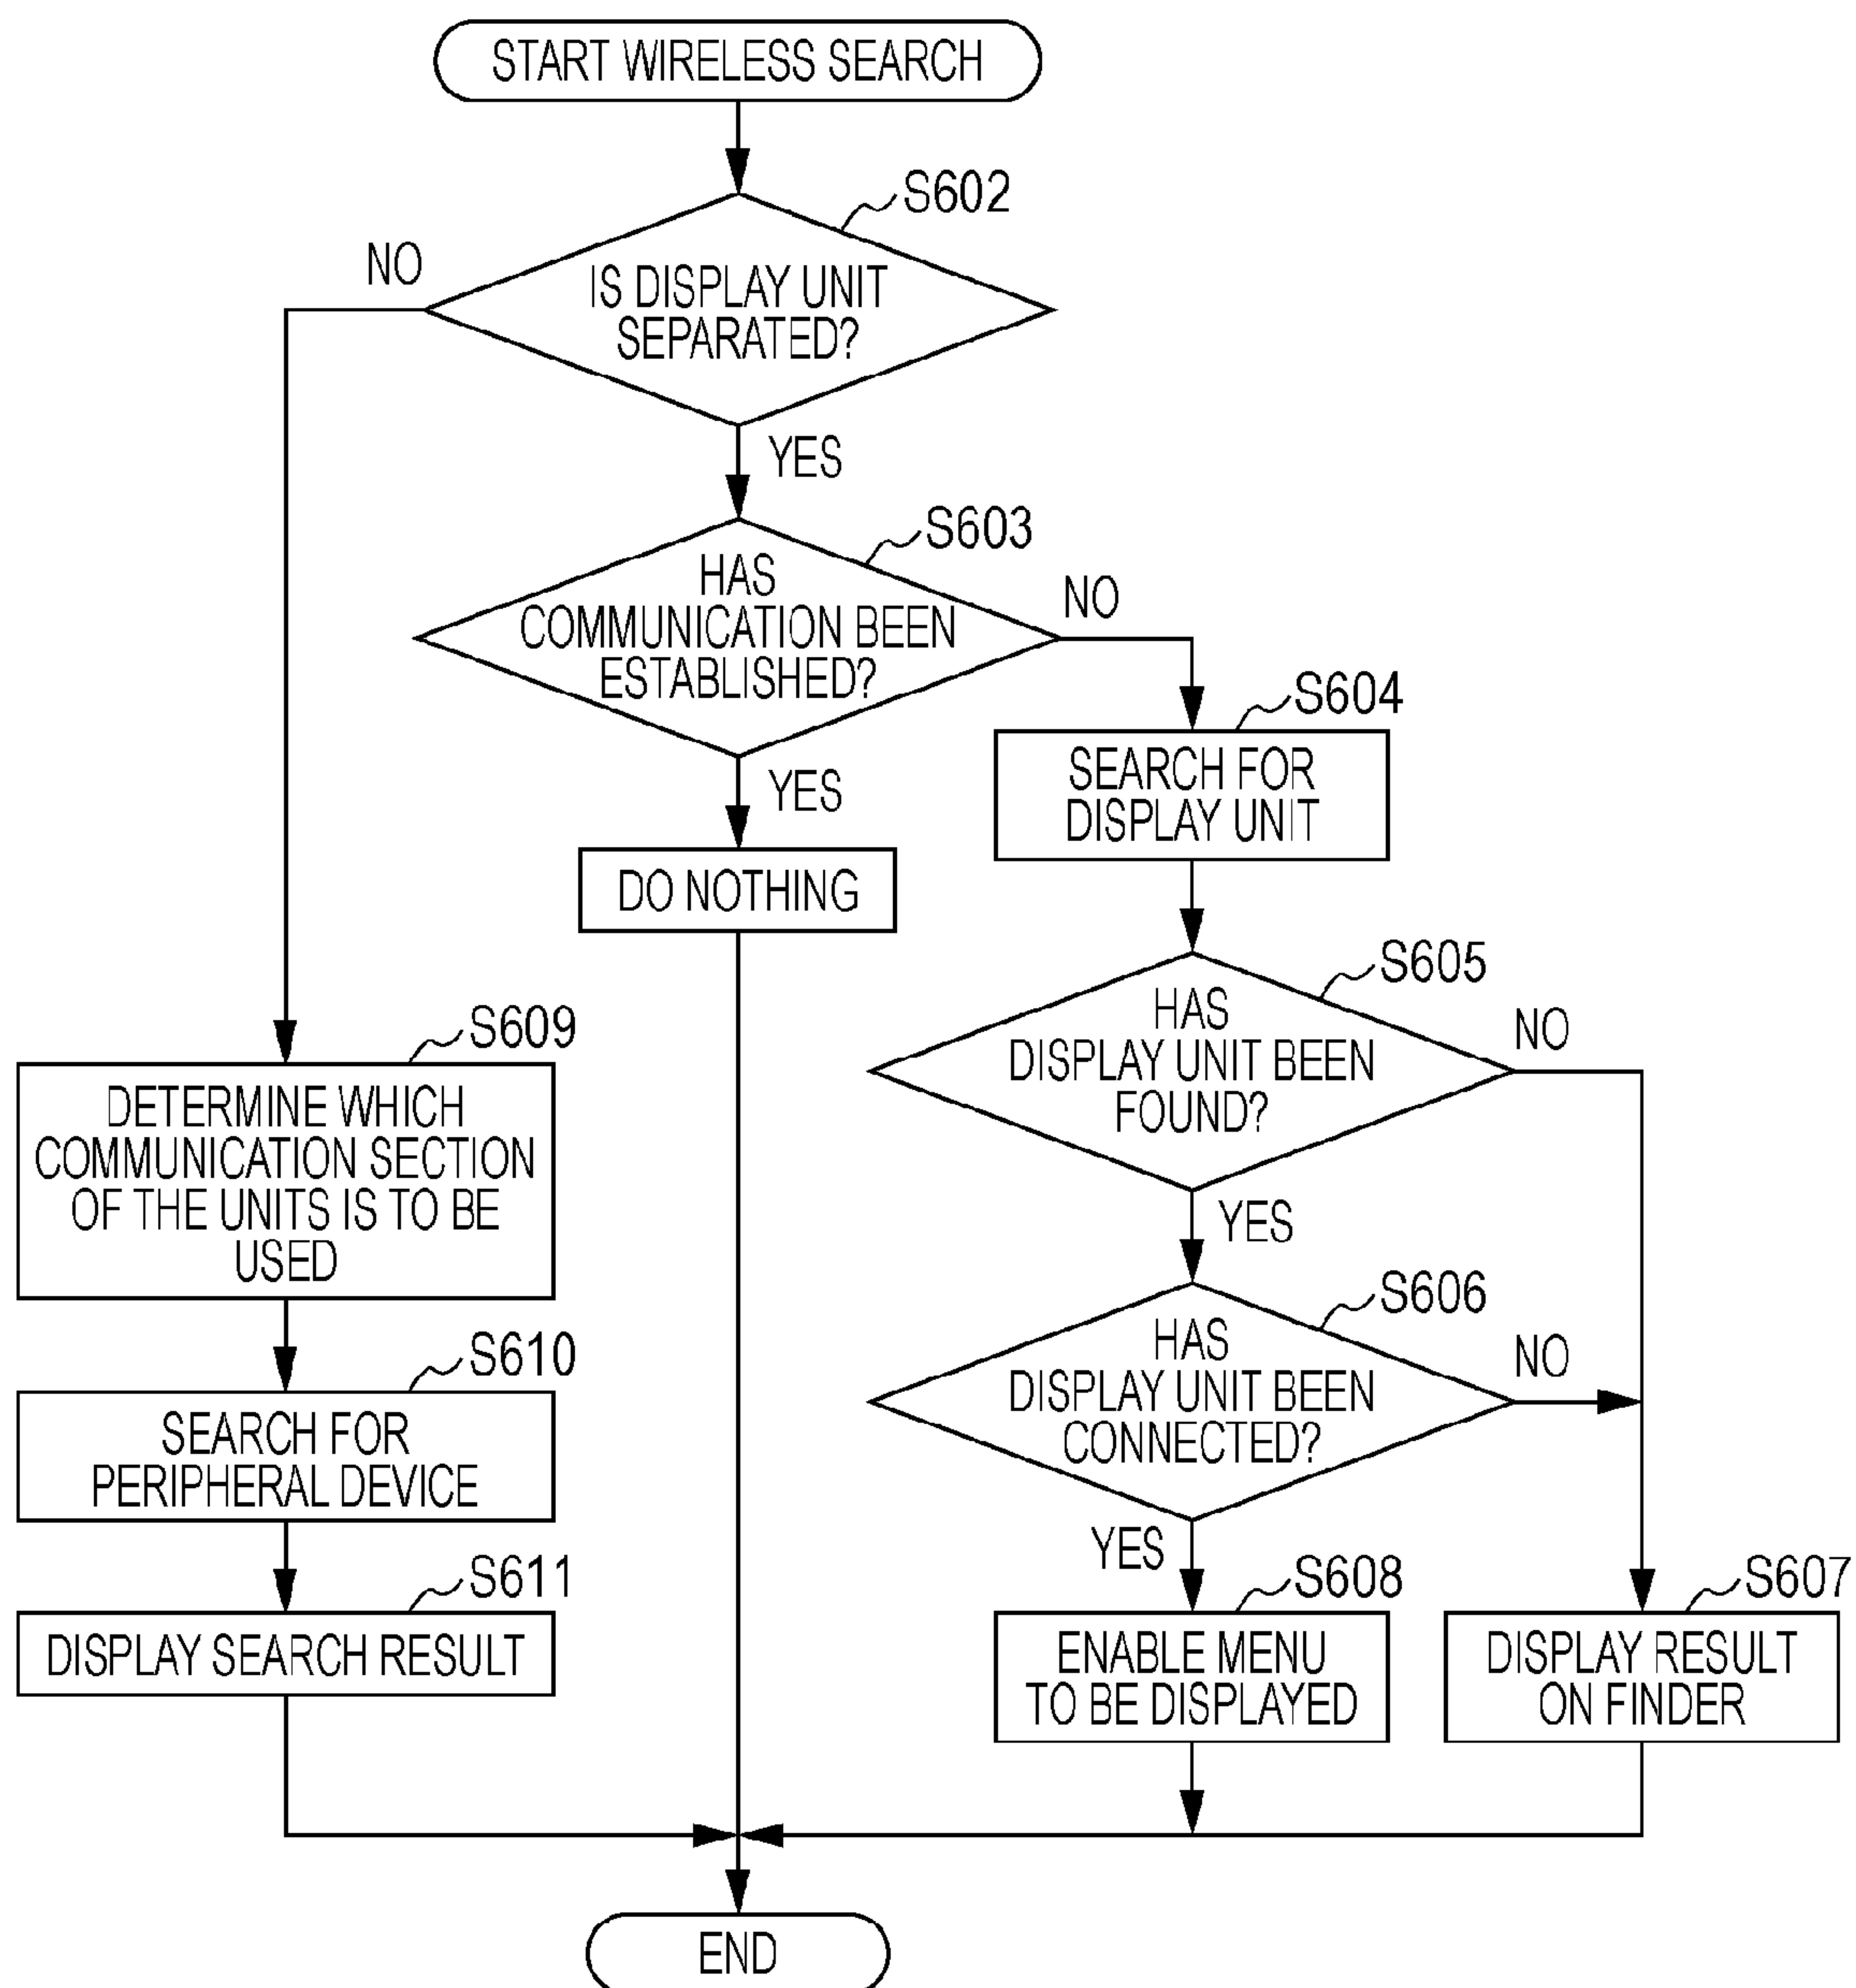 START WIRELESS SEARCH
S602
NO
IS DISPLAY UNIT
SEPARATED?
YES
S603
HAS
COMMUNICATION BEEN
ESTABLISHED?
NO
YES
DO NOTHING
S604
SEARCH FOR
DISPLAY UNIT
S605
HAS
DISPLAY UNIT BEEN
FOUND?
NO
YES
S606
HAS
DISPLAY UNIT BEEN
CONNECTED?
NO
YES
S608
ENABLE MENU
TO BE DISPLAYED
S607
DISPLAY RESULT
ON FINDER
S609
DETERMINE WHICH
COMMUNICATION SECTION
OF THE UNITS IS TO BE
USED
S610
SEARCH FOR
PERIPHERAL DEVICE
S611
DISPLAY SEARCH RESULT
END